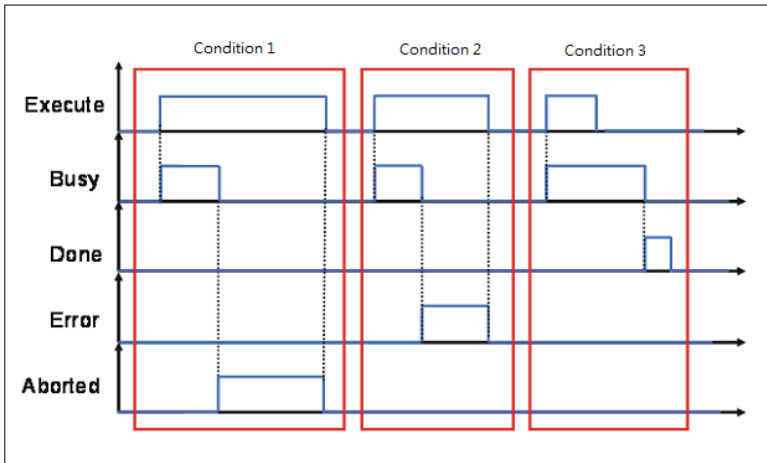 Condition 1
Condition 2
Condition 3
Execute
Busy
Done
Error
Aborted